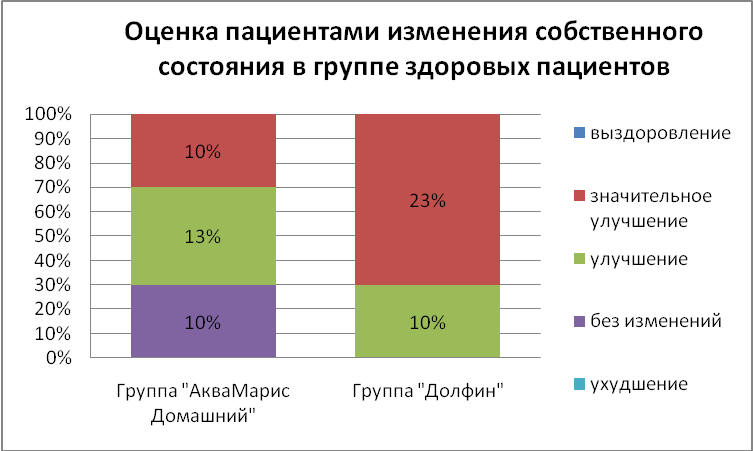 Оценка пациентами изменения собственного
состояния в группе здоровых пациентов
100%
90%
80%
70%
60%
50%
40%
30%
20%
10%
0%
10%
13%
10%
23%
10%
Группа "АкваМарис
Домашний"
Группа "Долфин"
выздоровление
значительное
улучшение
улучшение
без изменений
ухудшение